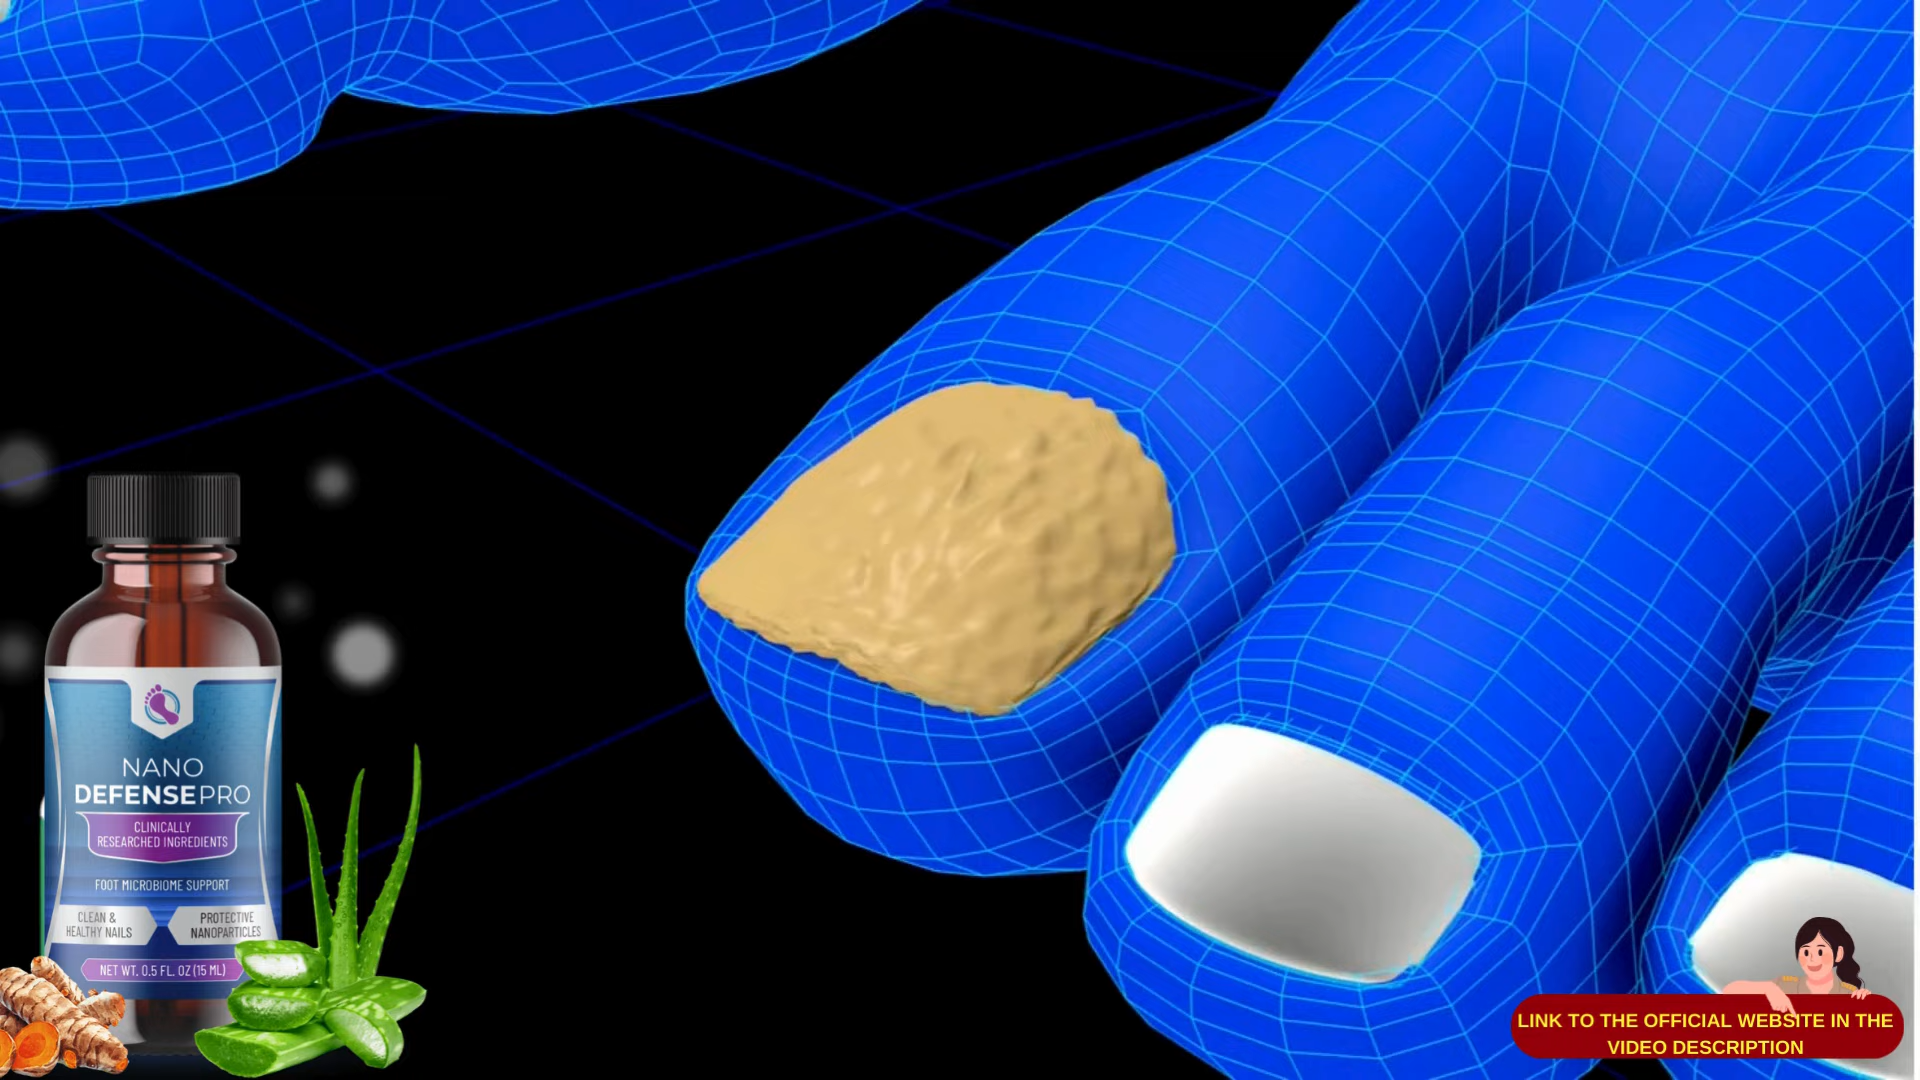 NANO
DEFENSEPRO
CLINICALLY
RESEARCHED INGREDIENTS
FOOT MICROBIOME SUPPORT
CLEAN &
HEALTHY NAILS
PROTECTIVE
NANOPARTICLES
NET WT. 0.5 FL. OZ (15 ML)
LINK TO THE OFFICIAL WEBSITE IN THE
VIDEO DESCRIPTION